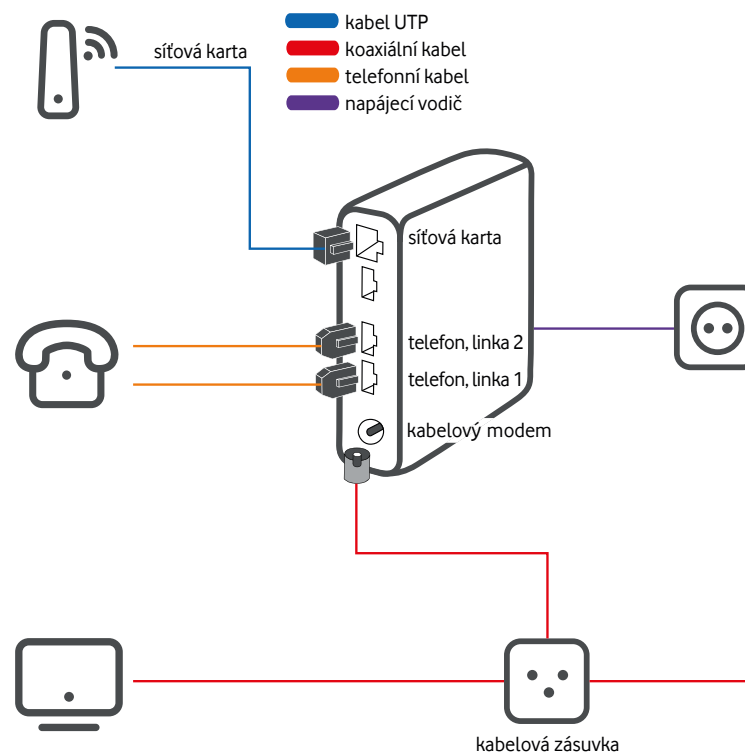 kabel UTP
koaxiální kabel
telefonní kabel
napájecí vodič
síťová karta
síťová karta
telefon, linka 2
telefon, linka 1
kabelový modem
kabelová zásuvka